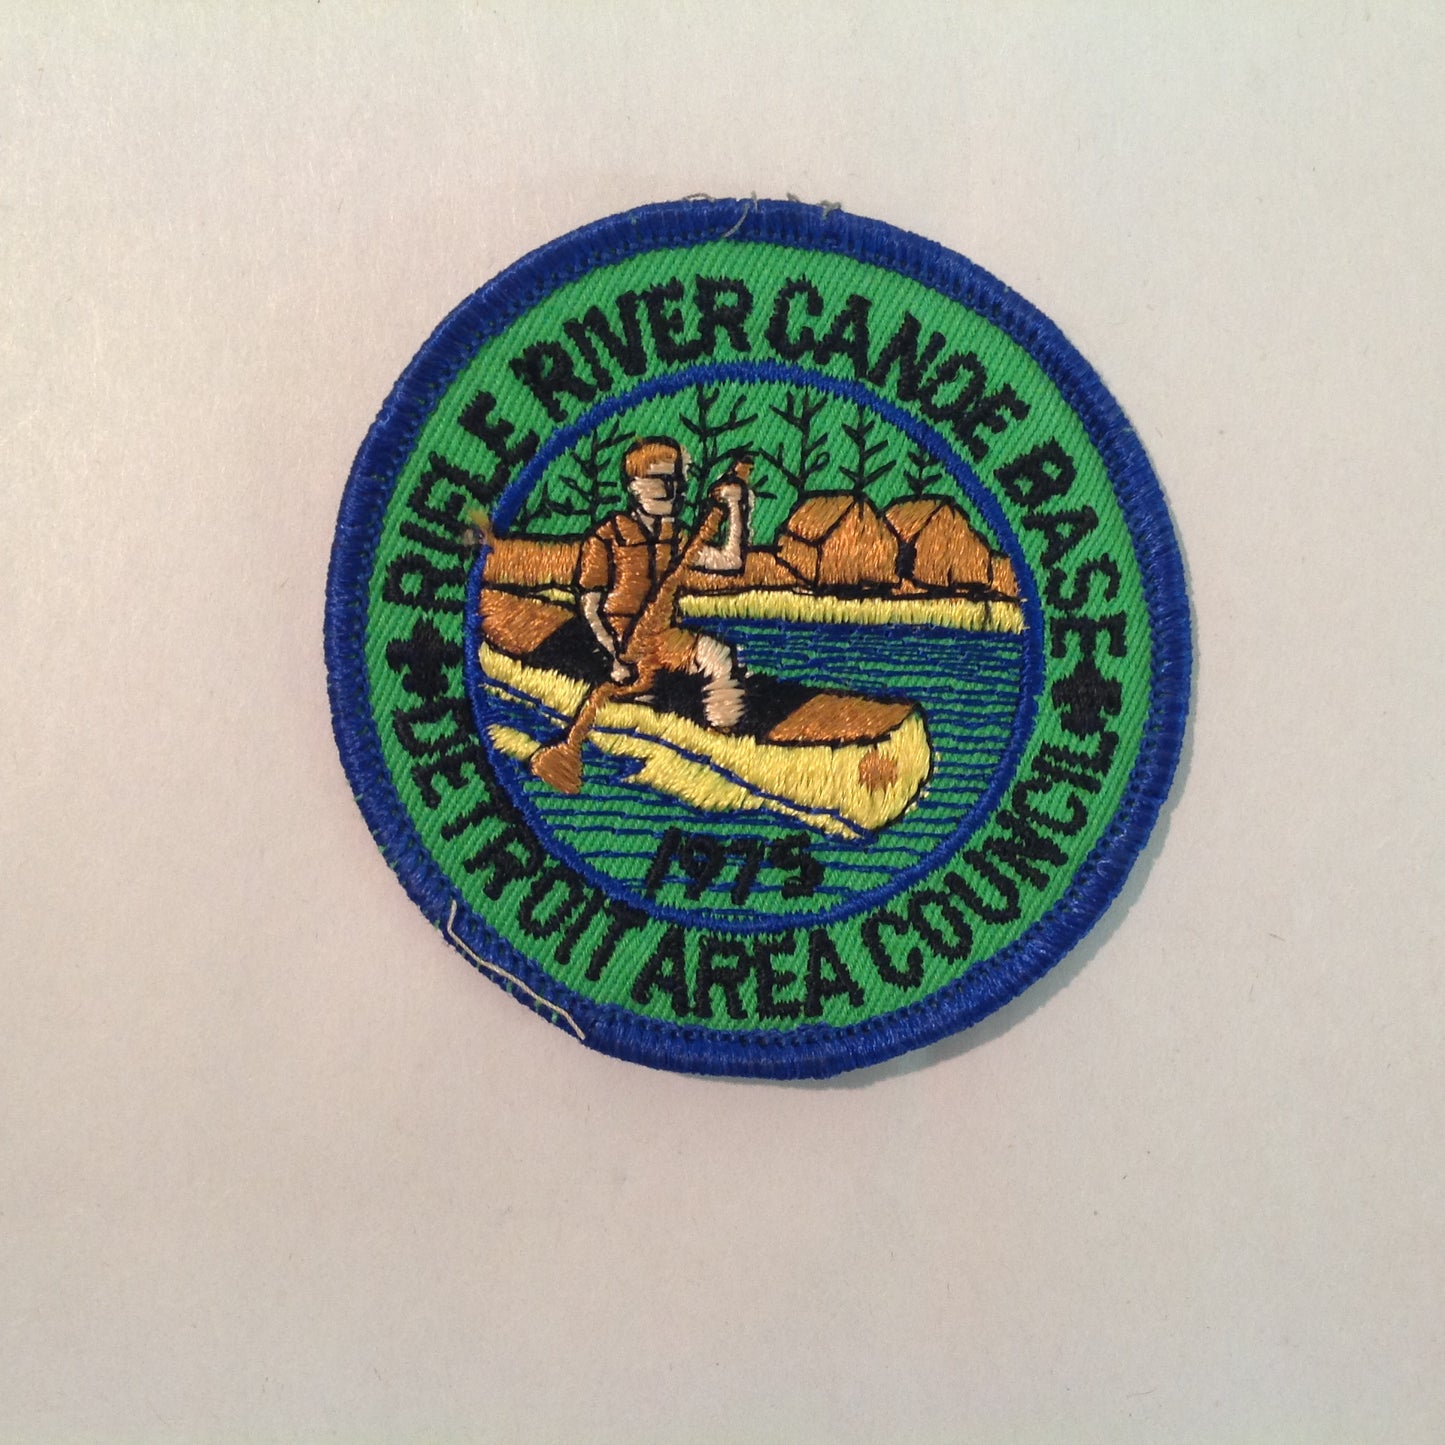 RIFLE RIVER CANOE BASE
1975
DETROIT AREA COUNCIL